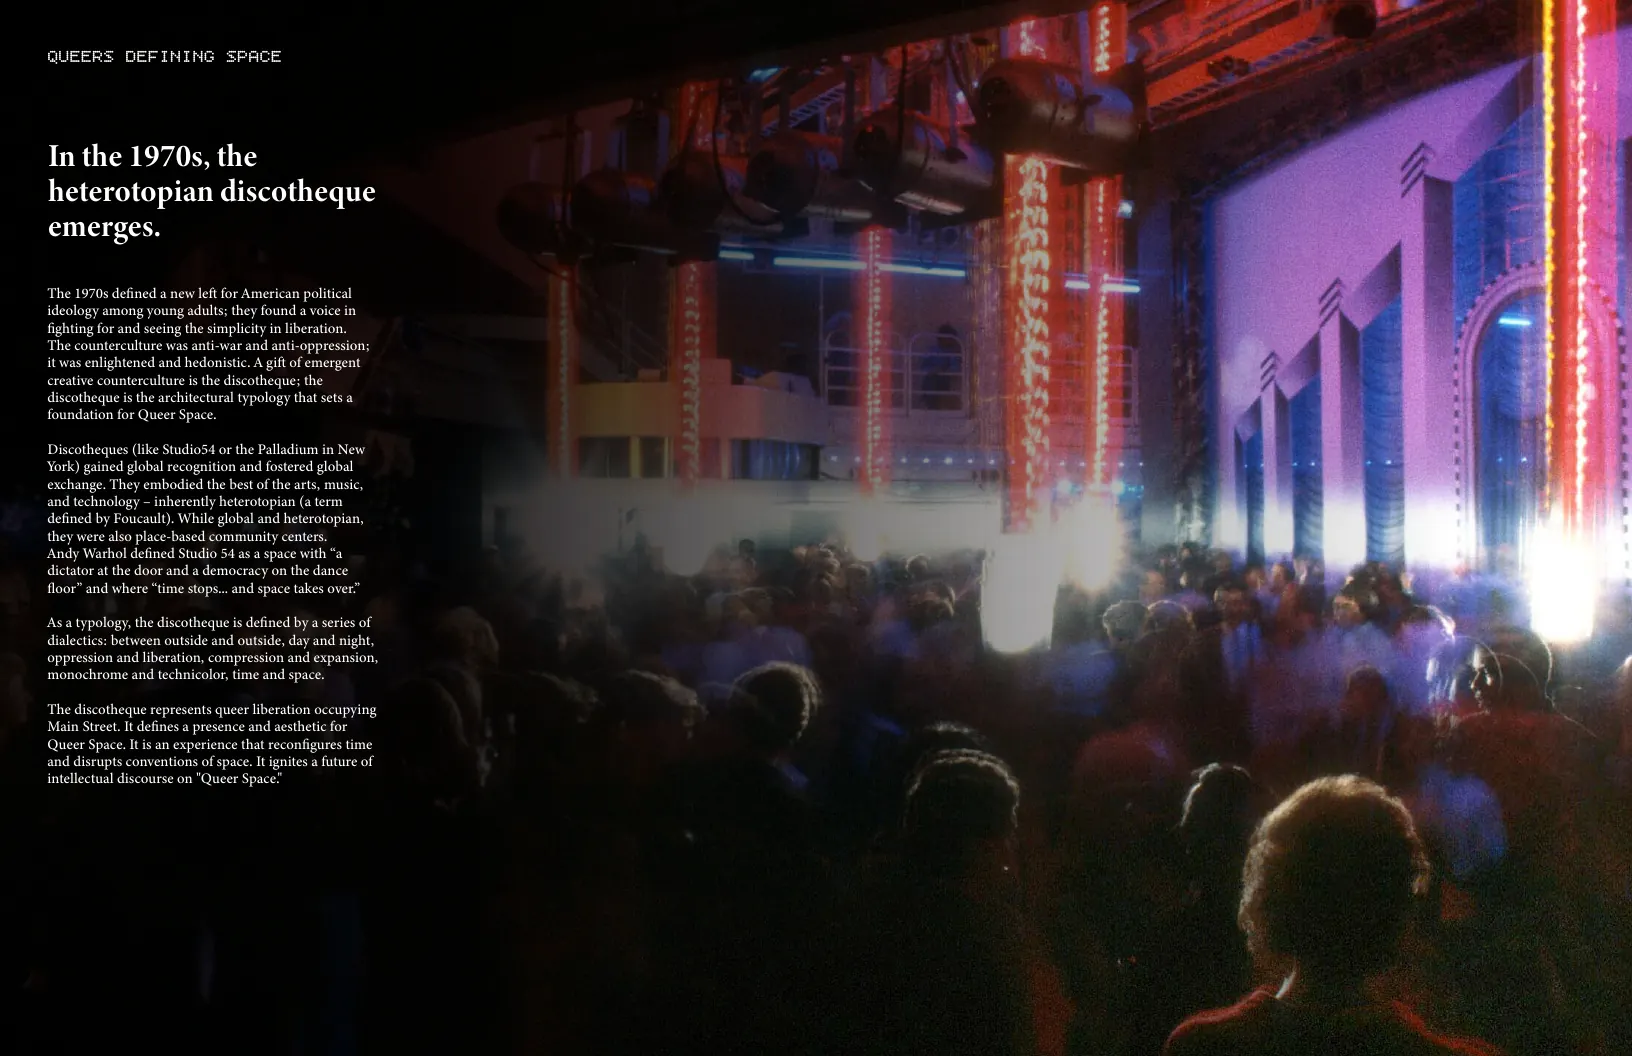 QUEERS DEFINING SPACE
In the 1970s, the
heterotopian discotheque
emerges.
The 1970s defined a new left for American political
ideology among young adults; they found a voice in
fighting for and seeing the simplicity in liberation.
The counterculture was anti-war and anti-oppression;
it was enlightened and hedonistic. A gift of emergent
creative counterculture is the discotheque; the
discotheque is the architectural typology that sets a
foundation for Queer Space.
Discotheques (like Studio54 or the Palladium in New
York) gained global recognition and fostered global
exchange. They embodied the best of the arts, music,
and technology – inherently heterotopian (a term
defined by Foucault). While global and heterotopian,
they were also place-based community centers.
Andy Warhol defined Studio 54 as a space with “a
dictator at the door and a democracy on the dance
floor” and where “time stops... and space takes over.”
As a typology, the discotheque is defined by a series of
dialectics: between outside and outside, day and night,
oppression and liberation, compression and expansion,
monochrome and technicolor, time and space.
The discotheque represents queer liberation occupying
Main Street. It defines a presence and aesthetic for
Queer Space. It is an experience that reconfigures time
and disrupts conventions of space. It ignites a future of
intellectual discourse on "Queer Space."